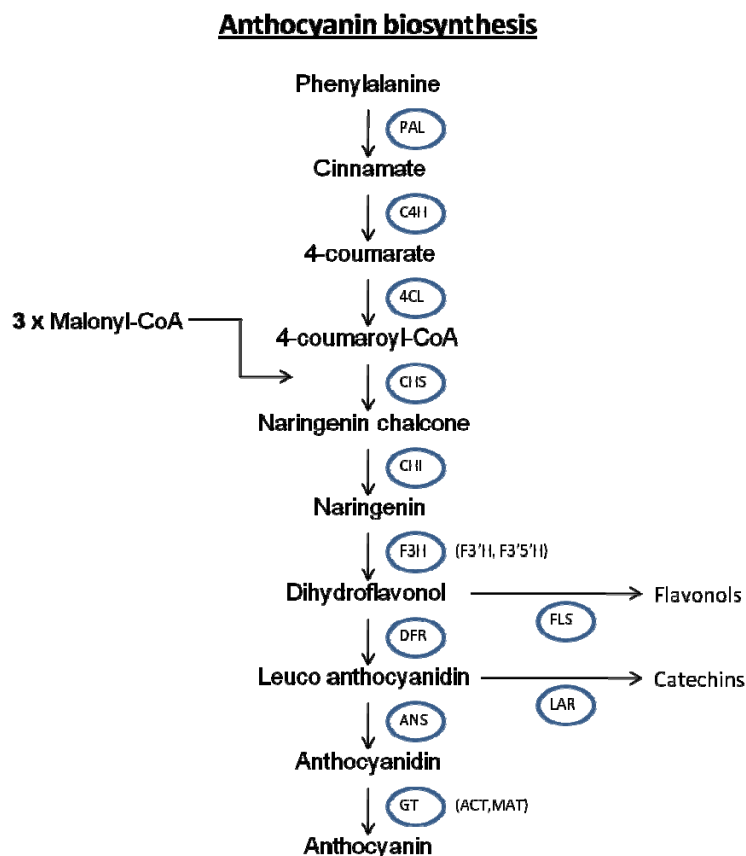 Anthocyanin biosynthesis
Phenylalanine
PAL
Cinnamate
C4H
4-coumarate
4CL
3 x Malonyl-CoA
4-coumaroyl-CoA
CHS
Naringenin chalcone
CHI
Naringenin
F3H (F3'H, F3'5'H)
Dihydroflavonol
Flavonols
FLS
DFR
Leuco anthocyanidin
Catechins
LAR
ANS
Anthocyanidin
GT (ACT,MAT)
Anthocyanin